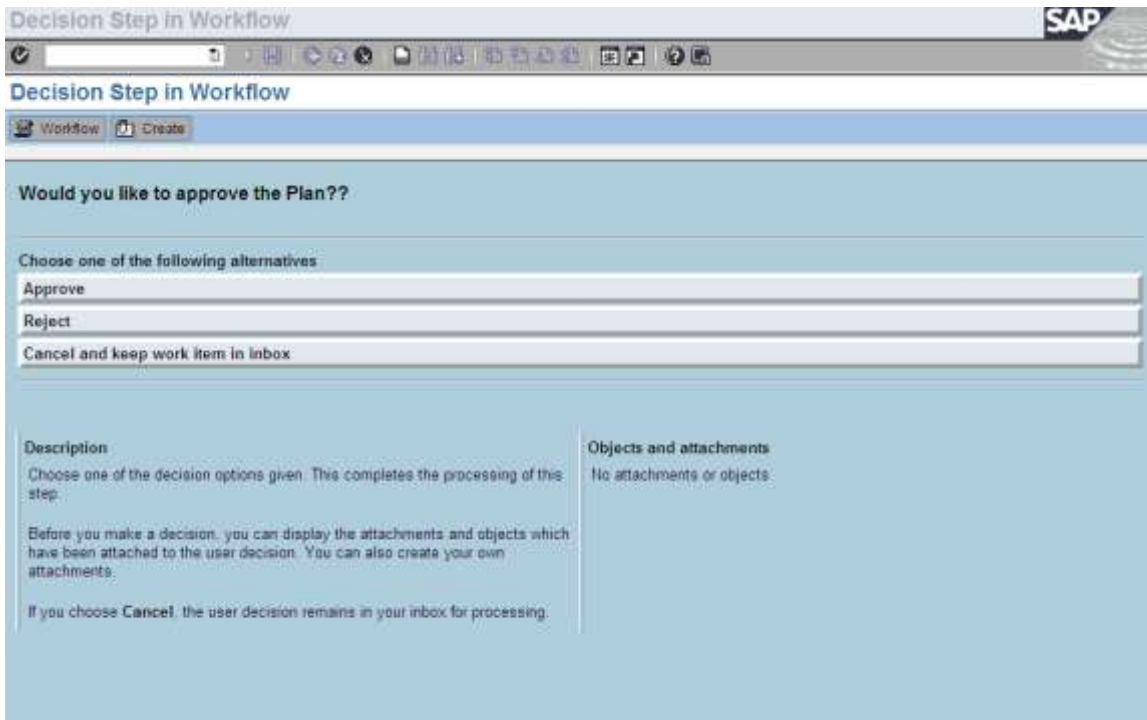 Decision Step in Workflow
SAP
Decision Step in Workflow
Workflow Create
Would you like to approve the Plan??
Choose one of the following alternatives
Approve
Reject
Cancel and keep work item in inbox
Description
Choose one of the decision options given. This completes the processing of this
step.
Before you make a decision, you can display the attachments and objects which
have been attached to the user decision. You can also create your own
attachments.
If you choose Cancel, the user decision remains in your inbox for processing.
Objects and attachments
No attachments or objects